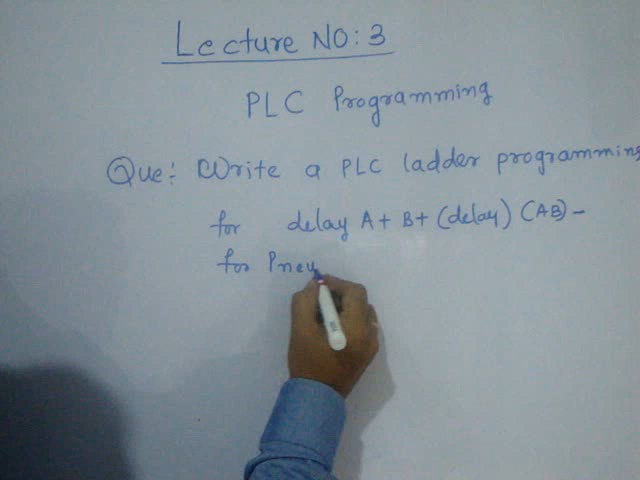 Lecture NO: 3
PLC Programming
Que: Write a PLC ladder programming
for delay A+ B+ (delay) (AB) -
for Pneu